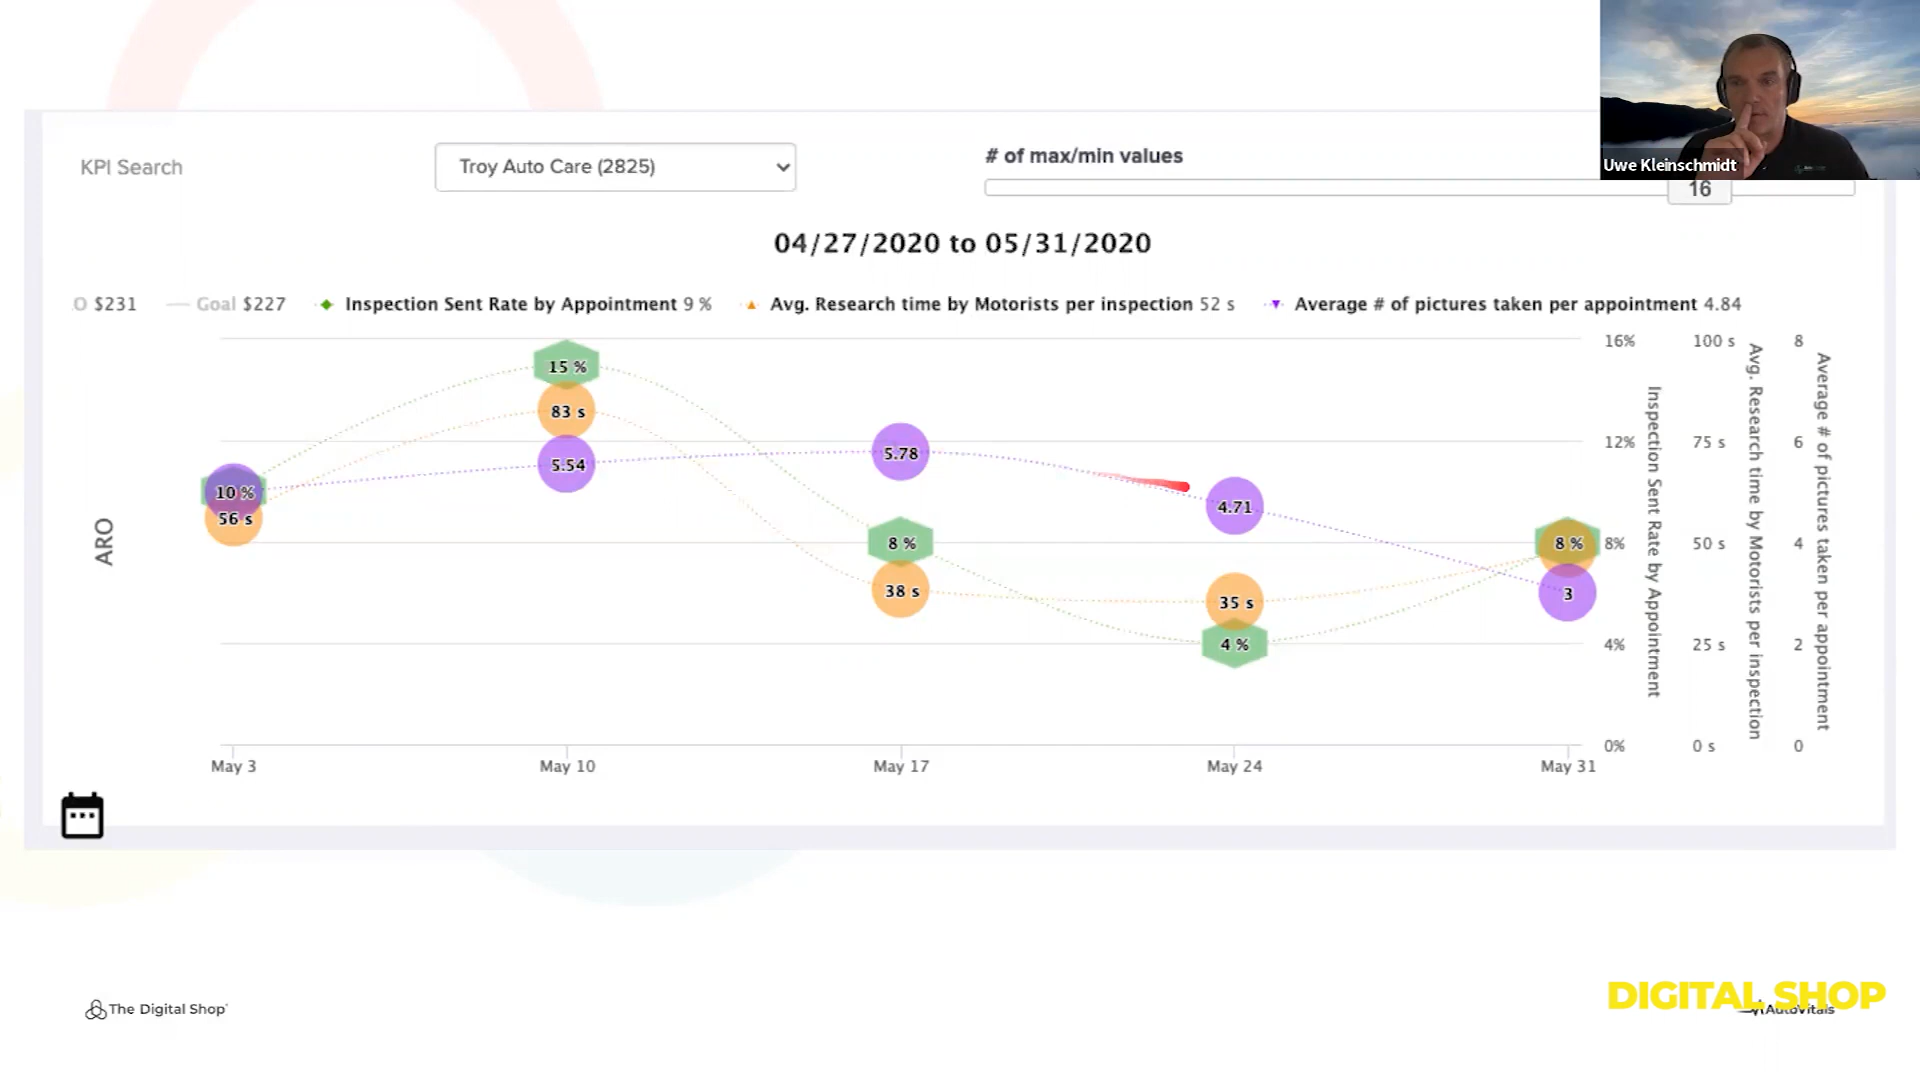 Uwe Kleinschmidt
KPI Search
Troy Auto Care (2825)
# of max/min values
16
04/27/2020 to 05/31/2020
O $231
Goal $227
Inspection Sent Rate by Appointment 9 %
Avg. Research time by Motorists per inspection 52 s
Average # of pictures taken per appointment 4.84
ARO
10 %
56 s
15 %
83 s
5.54
5.78
8 %
38 s
4.71
35 s
4 %
8 %
3
16%
12%
8%
4%
0%
Inspection Sent Rate by Appointment
100 s
75 s
50 s
25 s
0 s
Avg. Research time by Motorists per inspection
8
6
4
2
0
Average # of pictures taken per appointment
May 3
May 10
May 17
May 24
May 31
The Digital Shop
DIGITAL SHOP
AutoVitals